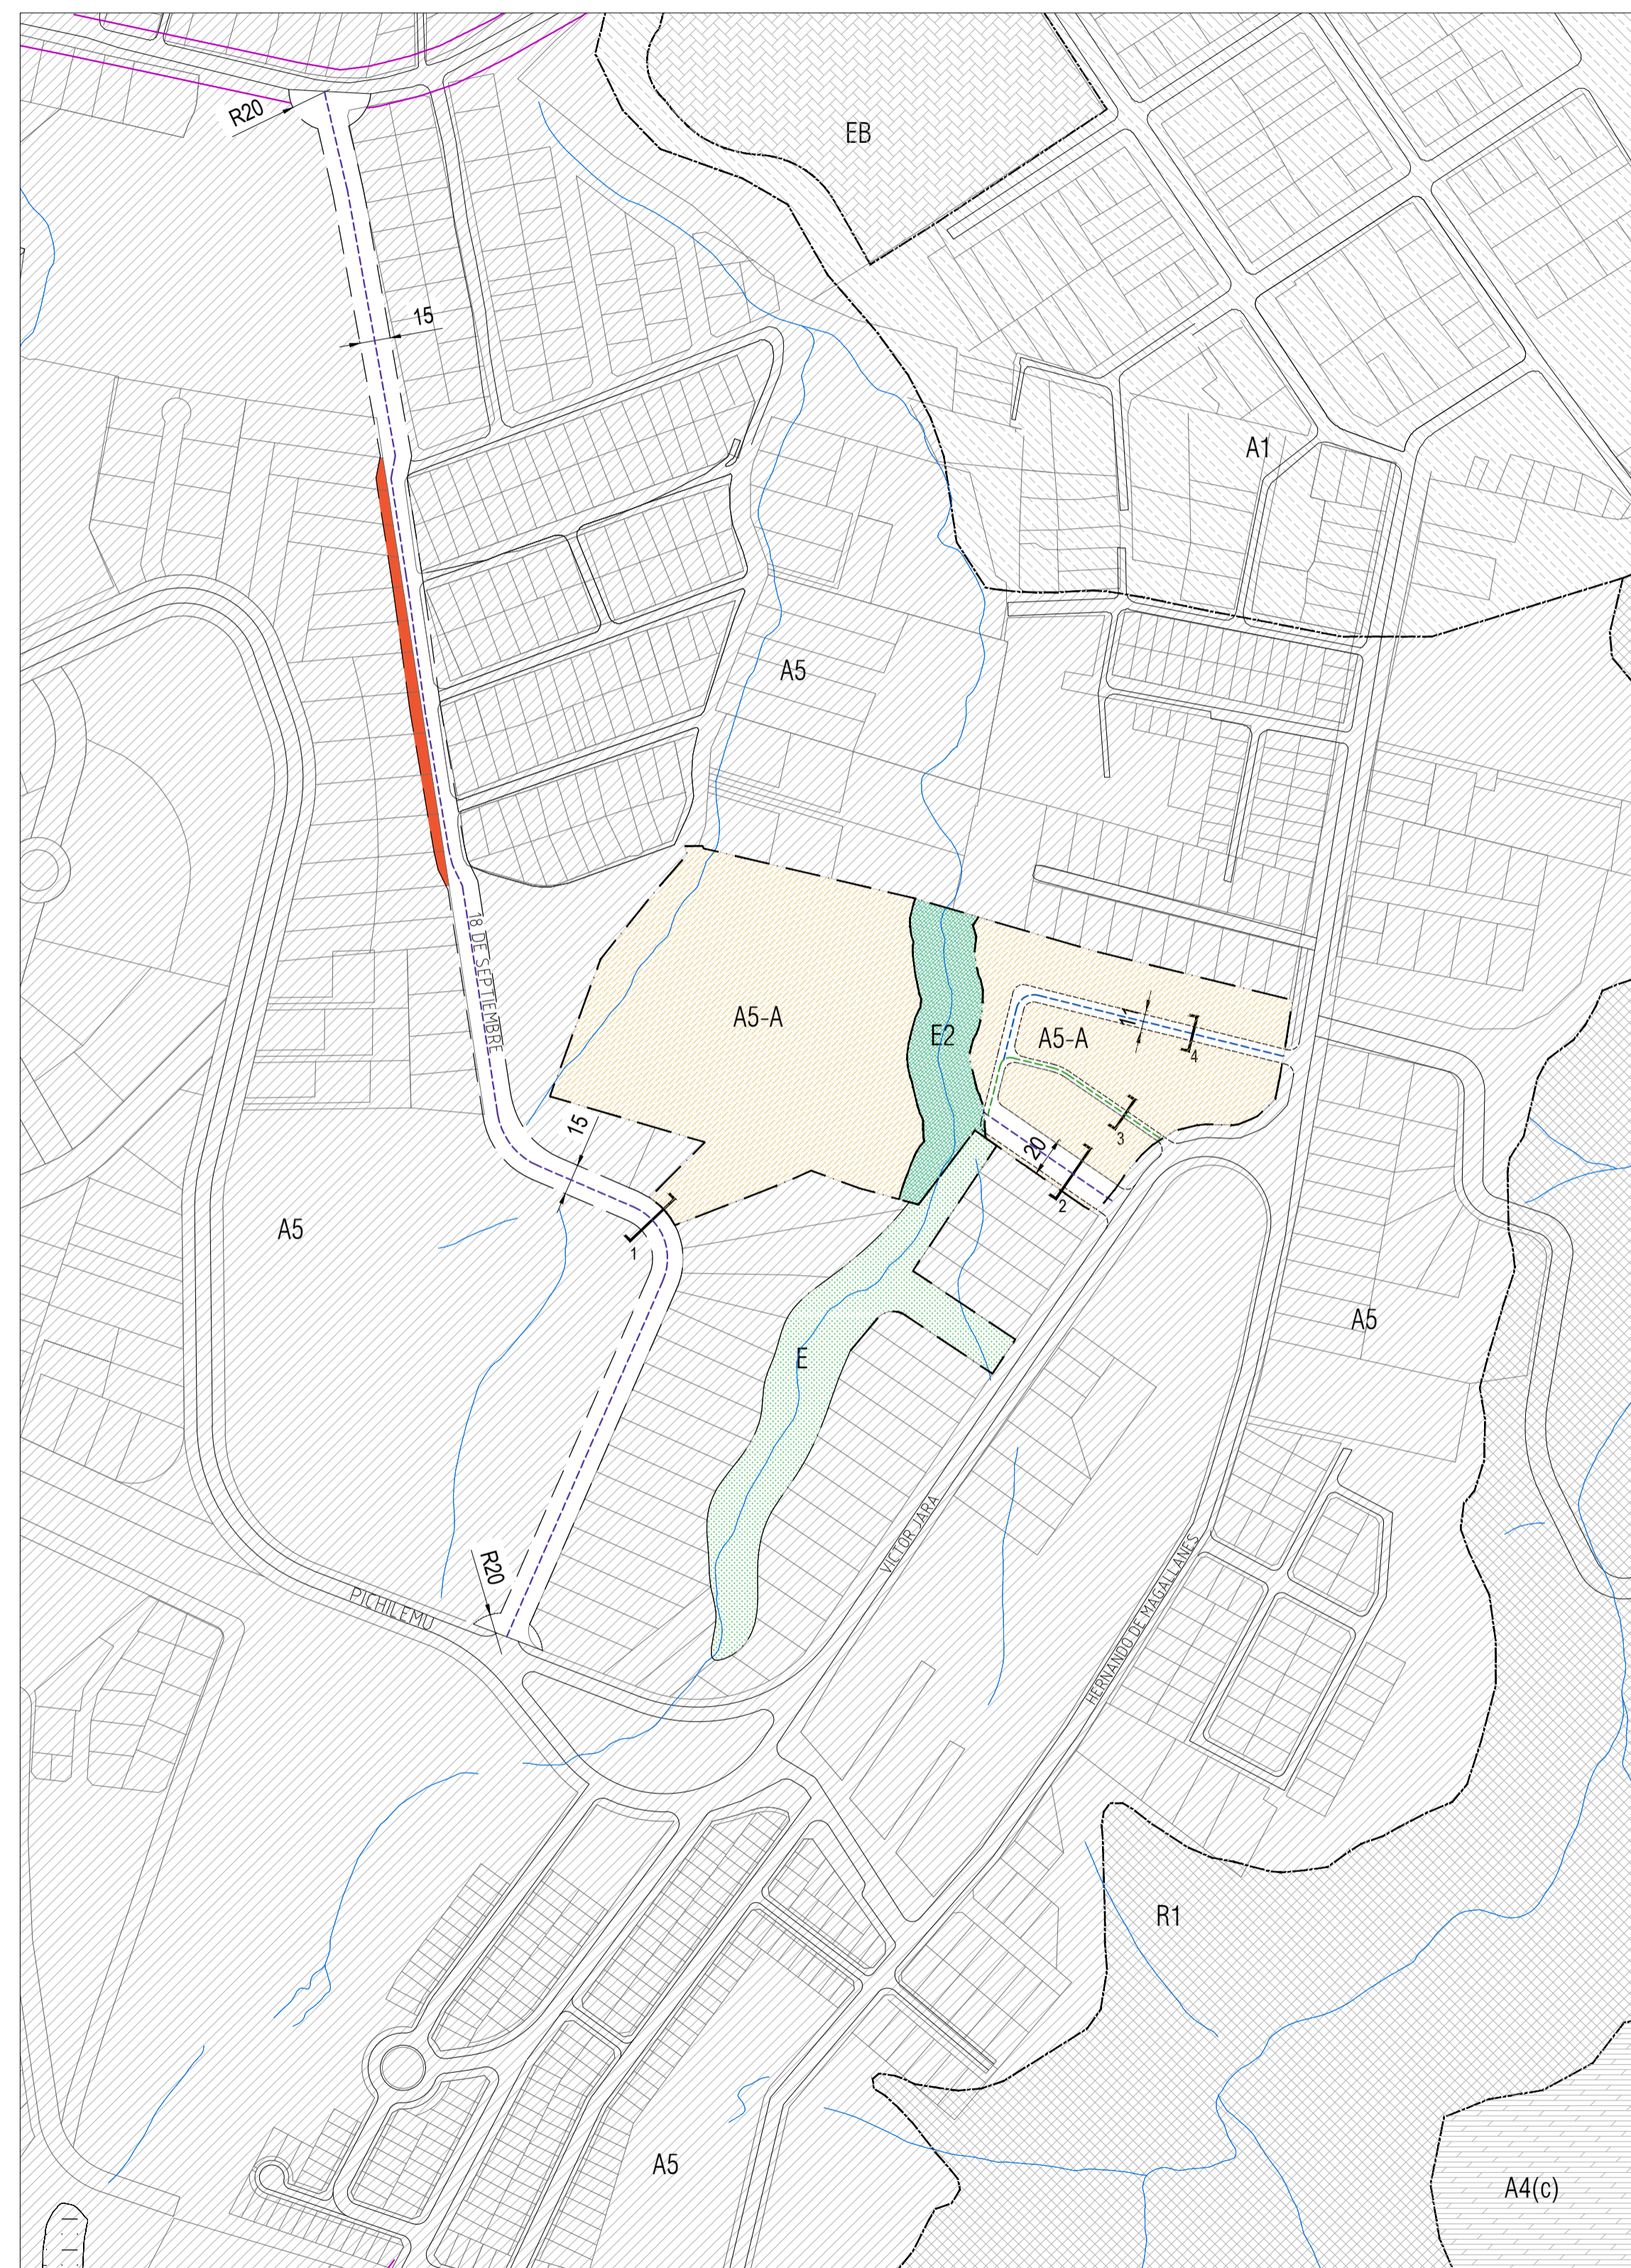 R20
EB
15
A1
A5
18 DE SEPTIEMBRE
A5-A
E2
A5-A
11
4
15
3
20
2
A5
1
A5
E
VICTOR JARA
R20
PICHILEMU
HERNANDO DE MAGALLANES
R1
A5
A4(c)